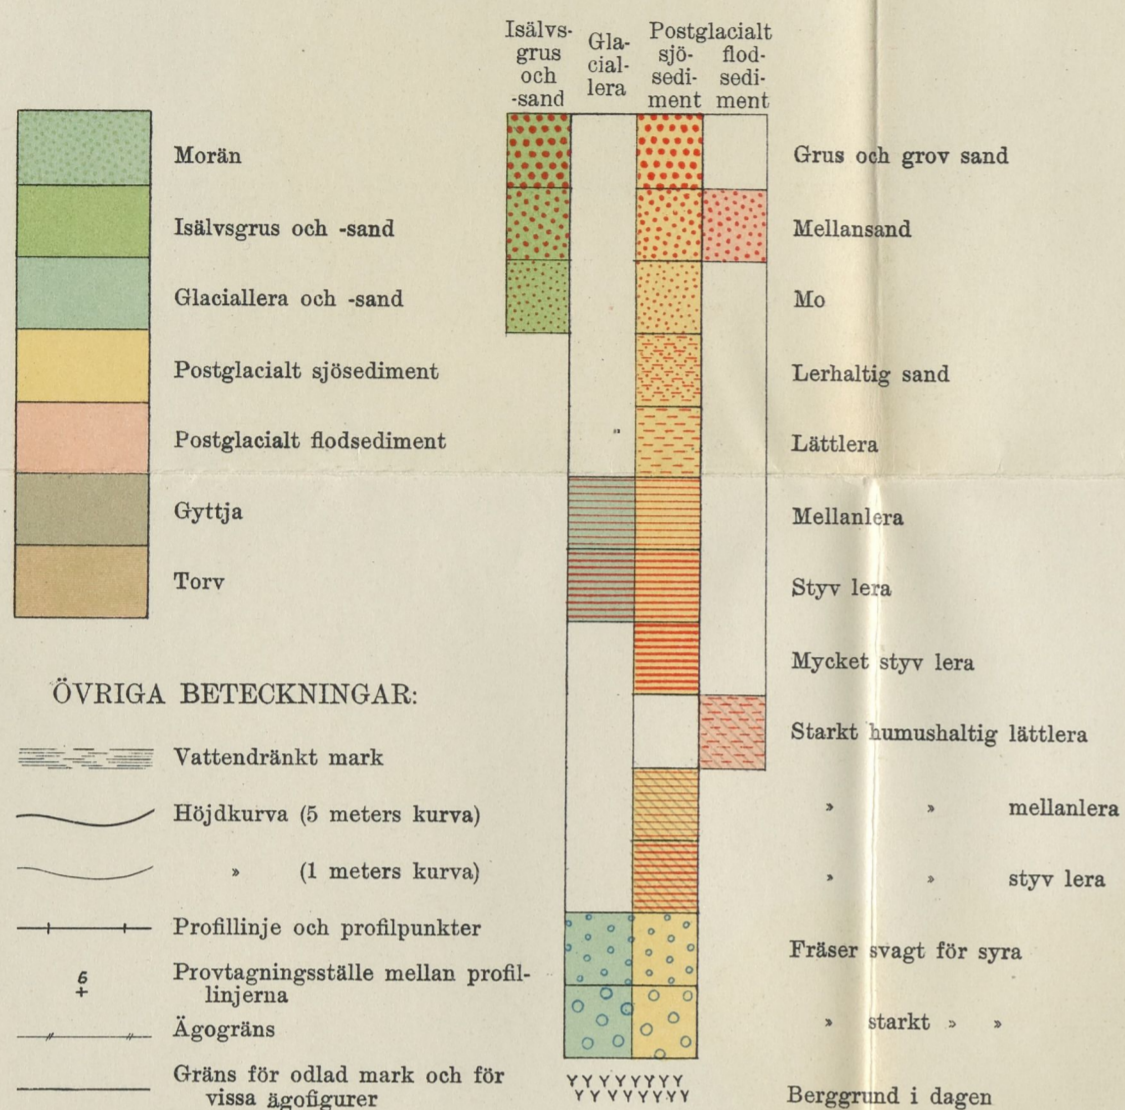 Isälvs-
grus
och
-sand
Gla-
cial-
lera
Postglacialt
sjö- flod-
sedi- sedi-
ment ment
Morän
Isälvsgrus och -sand
Glaciallera och -sand
Postglacialt sjösediment
Postglacialt flodsediment
Gyttja
Torv
Grus och grov sand
Mellansand
Mo
Lerhaltig sand
Lättlera
Mellanlera
Styv lera
Mycket styv lera
Starkt humushaltig lättlera
» » mellanlera
» » styv lera
Fräser svagt för syra
» starkt » »
Berggrund i dagen
ÖVRIGA BETECKNINGAR:
Vattendränkt mark
Höjdkurva (5 meters kurva)
» (1 meters kurva)
Profillinje och profilpunkter
6
+
Provtagningsställe mellan profil-
linjerna
Ägogräns
Gräns för odlad mark och för
vissa ägofigurer